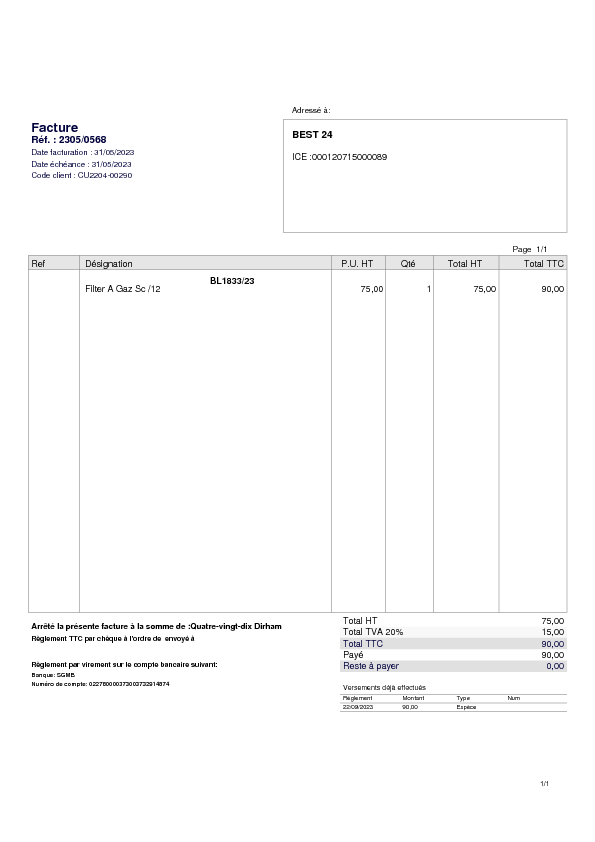 Adressé à:
Facture
Réf. : 2305/0568
Date facturation : 31/05/2023
Date échéance : 31/05/2023
Code client : CU2204-00290
BEST 24
ICE :000120715000089
Page 1/1
Ref Désignation P.U. HT Qté Total HT Total TTC
BL1833/23
Filter A Gaz Sc /12 75,00 1 75,00 90,00
Arrêté la présente facture à la somme de :Quatre-vingt-dix Dirham
Règlement TTC par chèque à l'ordre de envoyé à
Règlement par virement sur le compte bancaire suivant:
Banque: SGMB
Numéro de compte:
Total HT 75,00
Total TVA 20% 15,00
Total TTC 90,00
Payé 90,00
Reste à payer 0,00
Versements déjà effectués
Règlement Montant Type Num
22/09/2023 90,00 Espèce
1/1